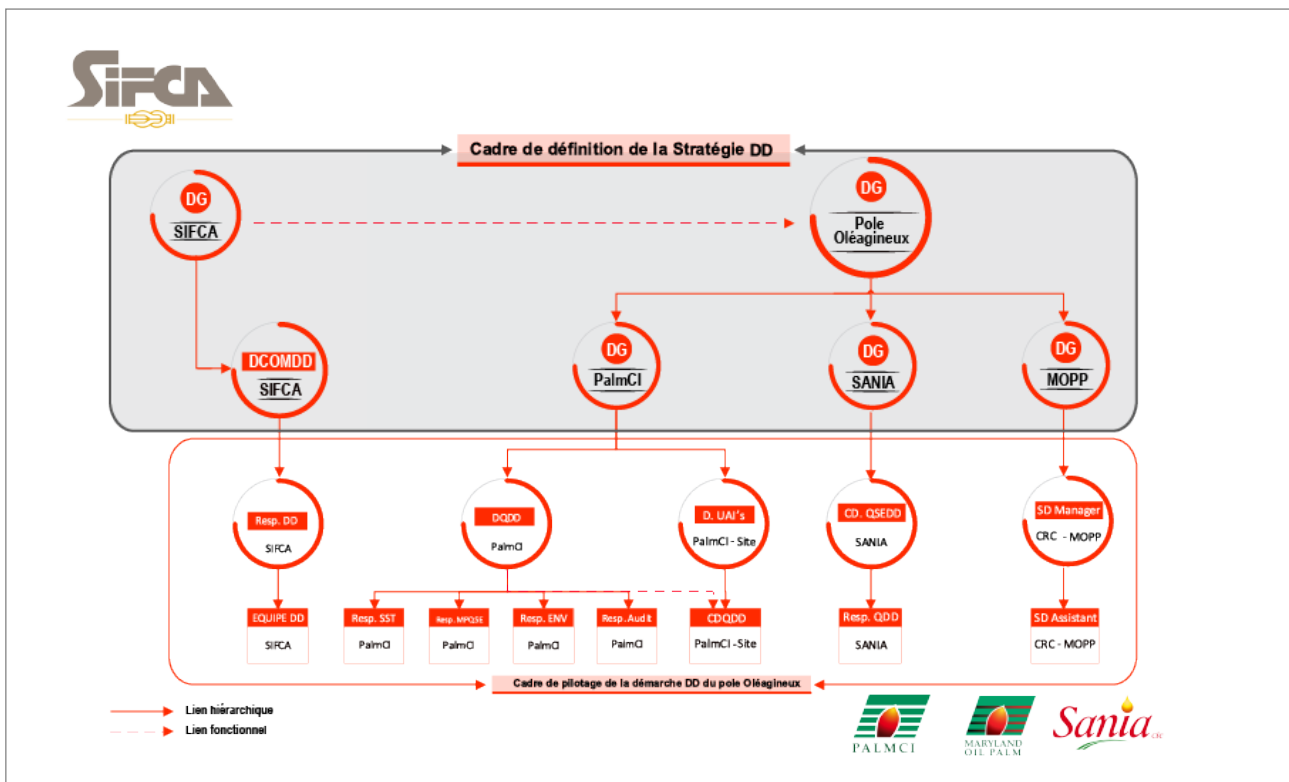 SIFCA
Cadre de définition de la Stratégie DD
DG
SIFCA
DG
Pole
Oléagineux
DCOMDD
SIFCA
DG
PalmCI
DG
SANIA
DG
MOPP
Resp. DD
SIFCA
DQDD
PalmCI
D. UAI's
PalmCI - Site
CD. QSEDD
SANIA
SD Manager
CRC - MOPP
EQUIPE DD
SIFCA
Resp. SST
PalmCI
Resp. MPQSE
PalmCI
Resp. ENV
PalmCI
Resp. Audit
PalmCI
CDQDD
PalmCI - Site
Resp. QDD
SANIA
SD Assistant
CRC - MOPP
Cadre de pilotage de la démarche DD du pole Oléagineux
Lien hiérarchique
Lien fonctionnel
PALMCI
MARYLAND
OIL PALM
Sania